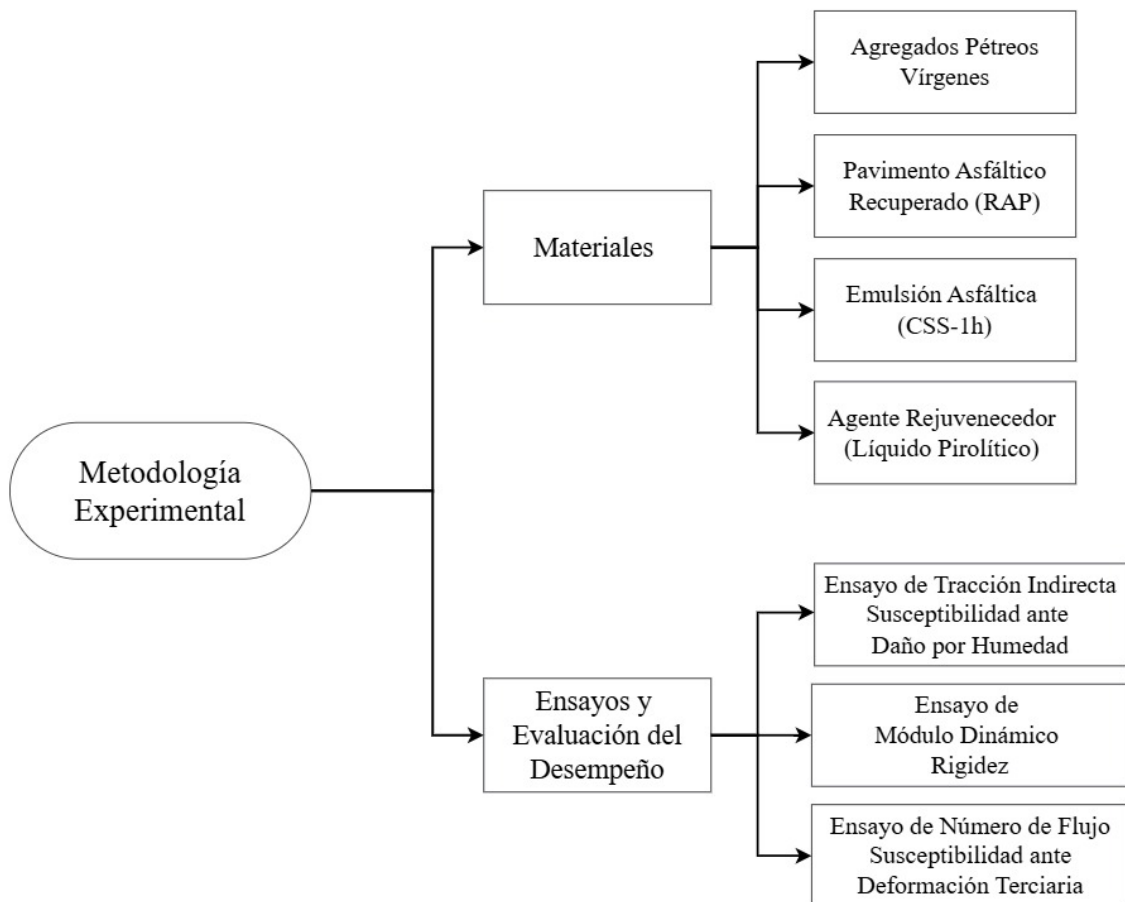 Metodología
Experimental
Materiales
Agregados Pétreos
Vírgenes
Pavimento Asfáltico
Recuperado (RAP)
Emulsión Asfáltica
(CSS-1h)
Agente Rejuvenecedor
(Líquido Pirolítico)
Ensayos y
Evaluación del
Desempeño
Ensayo de Tracción Indirecta
Susceptibilidad ante
Daño por Humedad
Ensayo de
Módulo Dinámico
Rigidez
Ensayo de Número de Flujo
Susceptibilidad ante
Deformación Terciaria